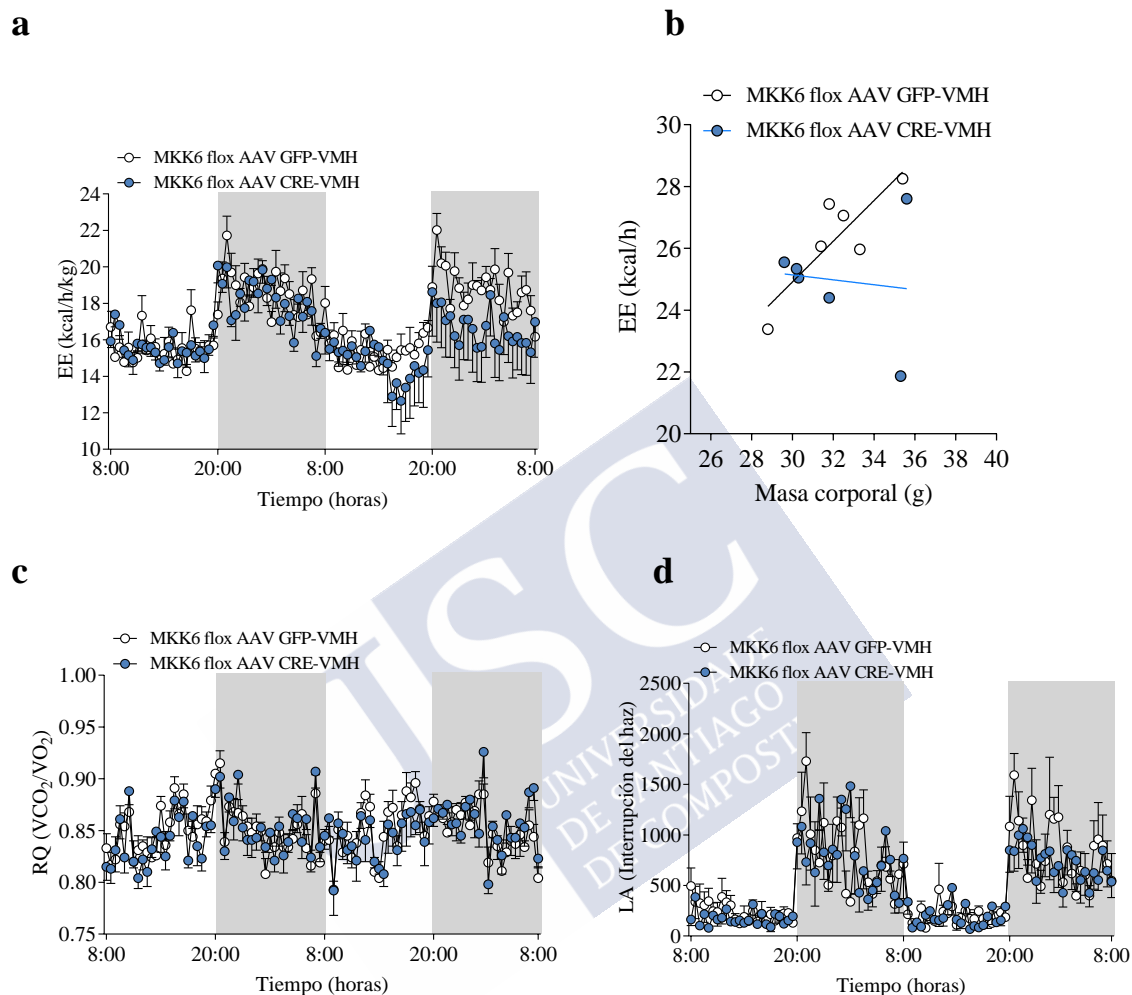 a
MKK6 flox AAV GFP-VMH
MKK6 flox AAV CRE-VMH
EE (kcal/h/kg)
24
22
20
18
16
14
12
10
8:00
20:00
8:00
20:00
8:00
Tiempo (horas)
b
MKK6 flox AAV GFP-VMH
MKK6 flox AAV CRE-VMH
EE (kcal/h)
30
28
26
24
22
20
26
28
30
32
34
36
38
40
Masa corporal (g)
c
MKK6 flox AAV GFP-VMH
MKK6 flox AAV CRE-VMH
RQ (VCO₂/VO₂)
1.00
0.95
0.90
0.85
0.80
0.75
8:00
20:00
8:00
20:00
8:00
Tiempo (horas)
d
MKK6 flox AAV GFP-VMH
MKK6 flox AAV CRE-VMH
LA (Interrupción del haz)
2500
2000
1500
1000
500
0
8:00
20:00
8:00
20:00
8:00
Tiempo (horas)
USC
UNIVERSIDADE
DE SANTIAGO